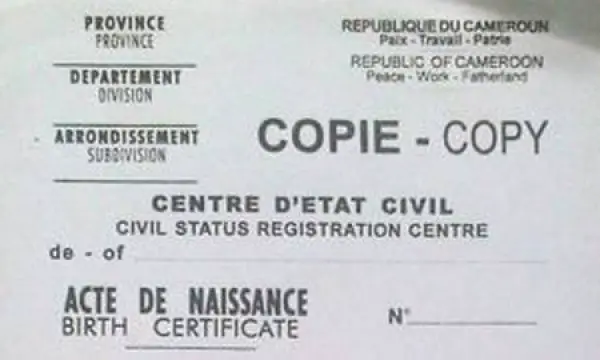 PROVINCE
PROVINCE
DEPARTEMENT
DIVISION
ARRONDISSEMENT
SUBDIVISION
REPUBLIQUE DU CAMEROUN
Paix - Travail - Patrie
REPUBLIC OF CAMEROON
Peace - Work - Fatherland
COPIE - COPY
CENTRE D'ETAT CIVIL
CIVIL STATUS REGISTRATION CENTRE
de - of
ACTE DE NAISSANCE
BIRTH CERTIFICATE
N°